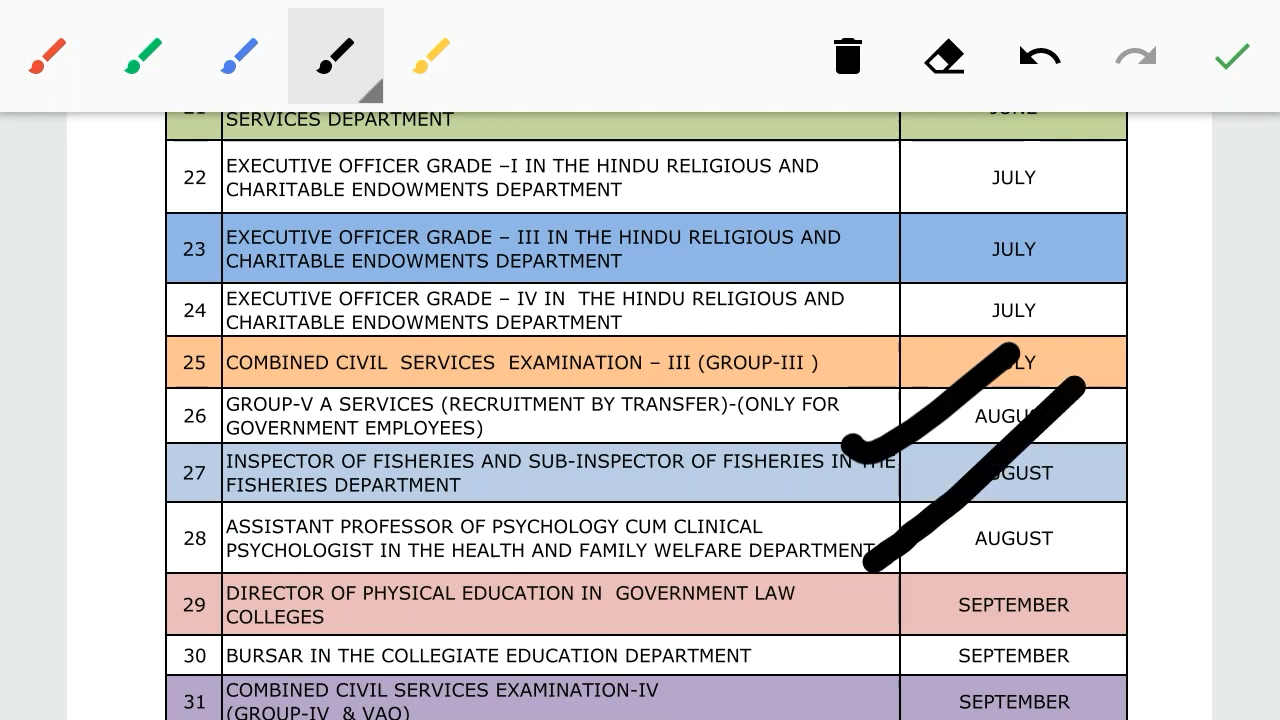 SERVICES DEPARTMENT
JUNE
22 EXECUTIVE OFFICER GRADE –I IN THE HINDU RELIGIOUS AND
CHARITABLE ENDOWMENTS DEPARTMENT
JULY
23 EXECUTIVE OFFICER GRADE – III IN THE HINDU RELIGIOUS AND
CHARITABLE ENDOWMENTS DEPARTMENT
JULY
24 EXECUTIVE OFFICER GRADE – IV IN THE HINDU RELIGIOUS AND
CHARITABLE ENDOWMENTS DEPARTMENT
JULY
25 COMBINED CIVIL SERVICES EXAMINATION – III (GROUP-III )
JULY
26 GROUP-V A SERVICES (RECRUITMENT BY TRANSFER)-(ONLY FOR
GOVERNMENT EMPLOYEES)
AUGUST
27 INSPECTOR OF FISHERIES AND SUB-INSPECTOR OF FISHERIES IN THE
FISHERIES DEPARTMENT
AUGUST
28 ASSISTANT PROFESSOR OF PSYCHOLOGY CUM CLINICAL
PSYCHOLOGIST IN THE HEALTH AND FAMILY WELFARE DEPARTMENT
AUGUST
29 DIRECTOR OF PHYSICAL EDUCATION IN GOVERNMENT LAW
COLLEGES
SEPTEMBER
30 BURSAR IN THE COLLEGIATE EDUCATION DEPARTMENT
SEPTEMBER
31 COMBINED CIVIL SERVICES EXAMINATION-IV
(GROUP-IV & VAO)
SEPTEMBER